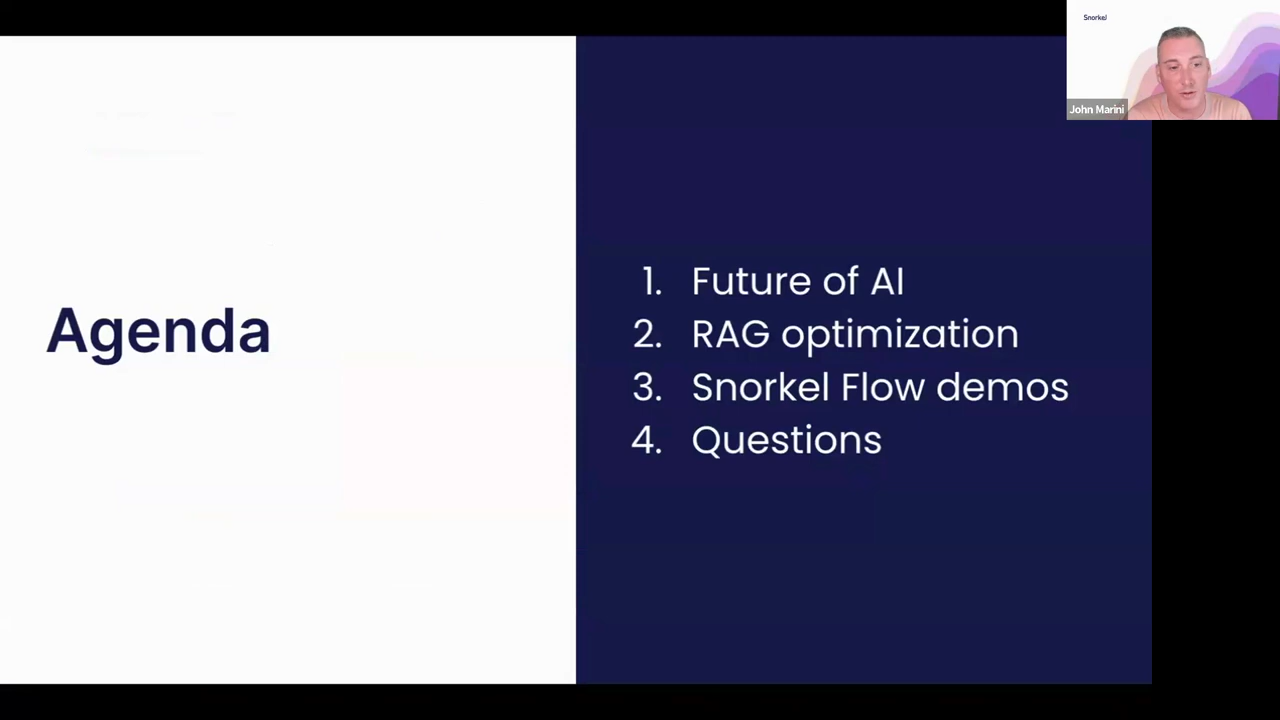 Snorkel
John Marini
Agenda
1. Future of AI
2. RAG optimization
3. Snorkel Flow demos
4. Questions